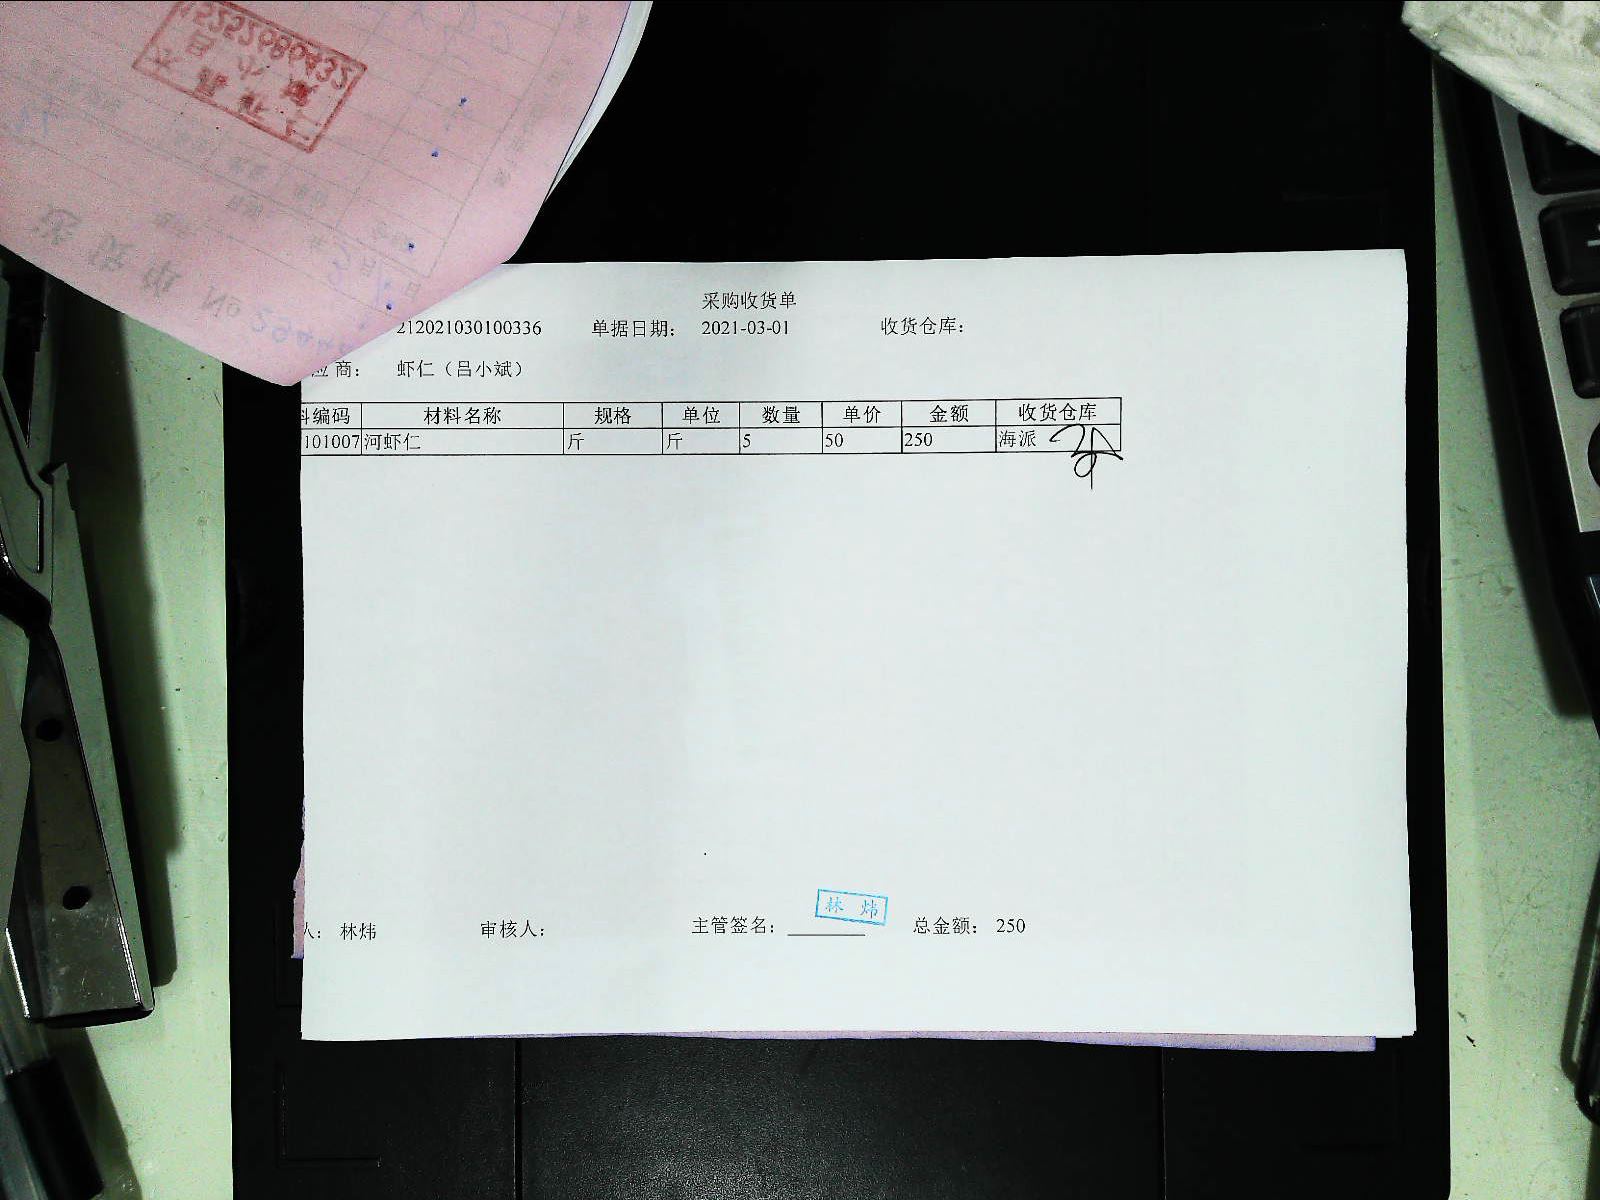 采购收货单
212021030100336 单据日期： 2021-03-01 收货仓库：
应商： 虾仁（吕小斌）
料编码 材料名称 规格 单位 数量 单价 金额 收货仓库
101007 河虾仁 斤 斤 5 50 250 海派
林炜
人： 林炜 审核人： 主管签名： 总金额： 250